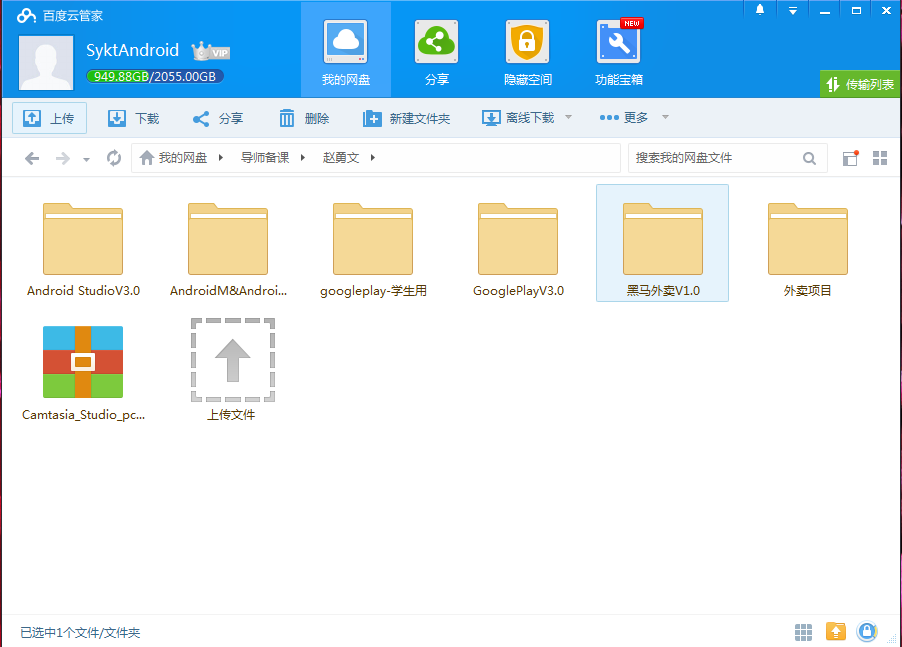 百度云管家
SyktAndroid
VIP
949.88GB/2055.00GB
我的网盘
分享
隐藏空间
NEW
功能宝箱
传输列表
上传
下载
分享
删除
新建文件夹
离线下载
更多
我的网盘
导师备课
赵勇文
搜索我的网盘文件
Android StudioV3.0
AndroidM&Androi...
googleplay-学生用
GooglePlayV3.0
黑马外卖V1.0
外卖项目
Camtasia_Studio_pc...
上传文件
已选中1个文件/文件夹